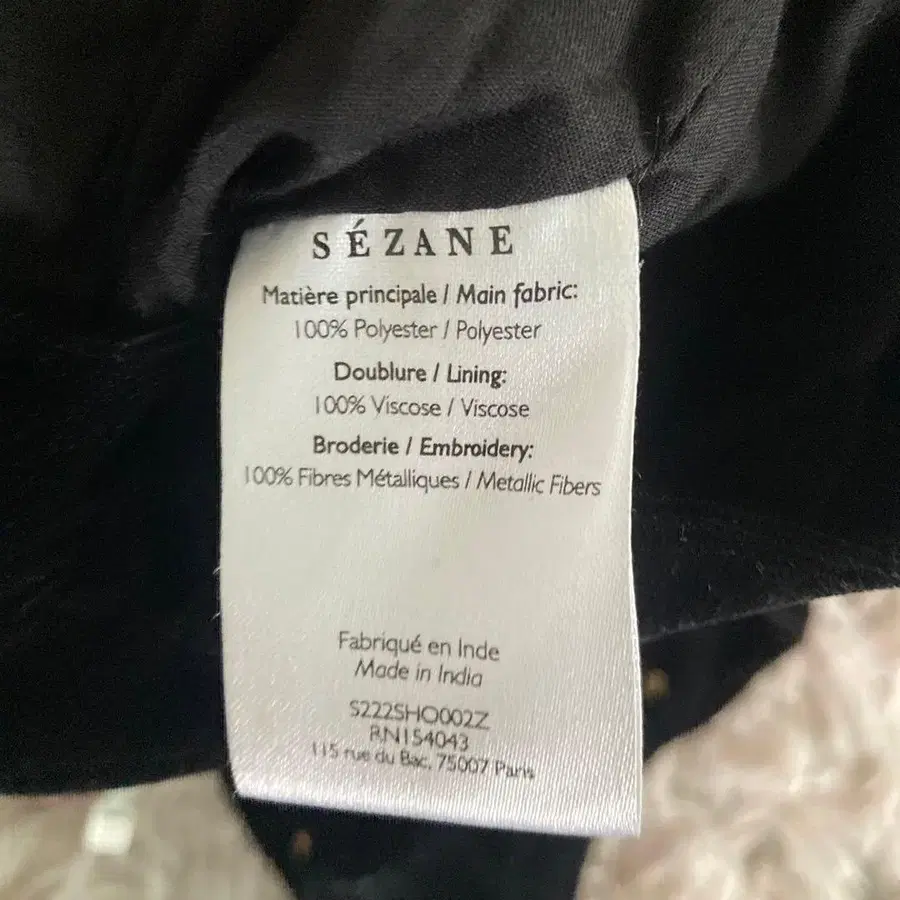 SÉZANE
Matière principale / Main fabric:
100% Polyester / Polyester
Doublure / Lining:
100% Viscose / Viscose
Broderie / Embroidery:
100% Fibres Métalliques / Metallic Fibers
Fabriqué en Inde
Made in India
S222SHO002Z
RN154043
115 rue du Bac, 75007 Paris